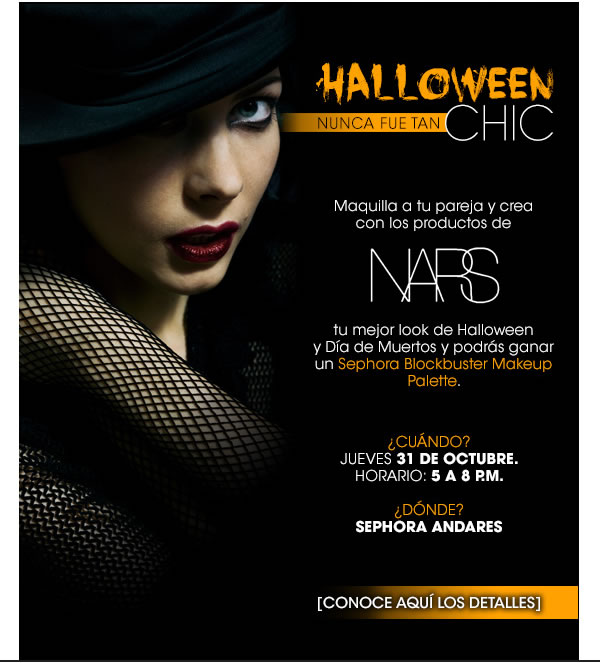 HALLOWEEN
NUNCA FUE TAN CHIC
Maquilla a tu pareja y crea
con los productos de
NARS
tu mejor look de Halloween
y Día de Muertos y podrás ganar
un Sephora Blockbuster Makeup
Palette.
¿CUÁNDO?
JUEVES 31 DE OCTUBRE.
HORARIO: 5 A 8 P.M.
¿DÓNDE?
SEPHORA ANDARES
[CONOCE AQUÍ LOS DETALLES]